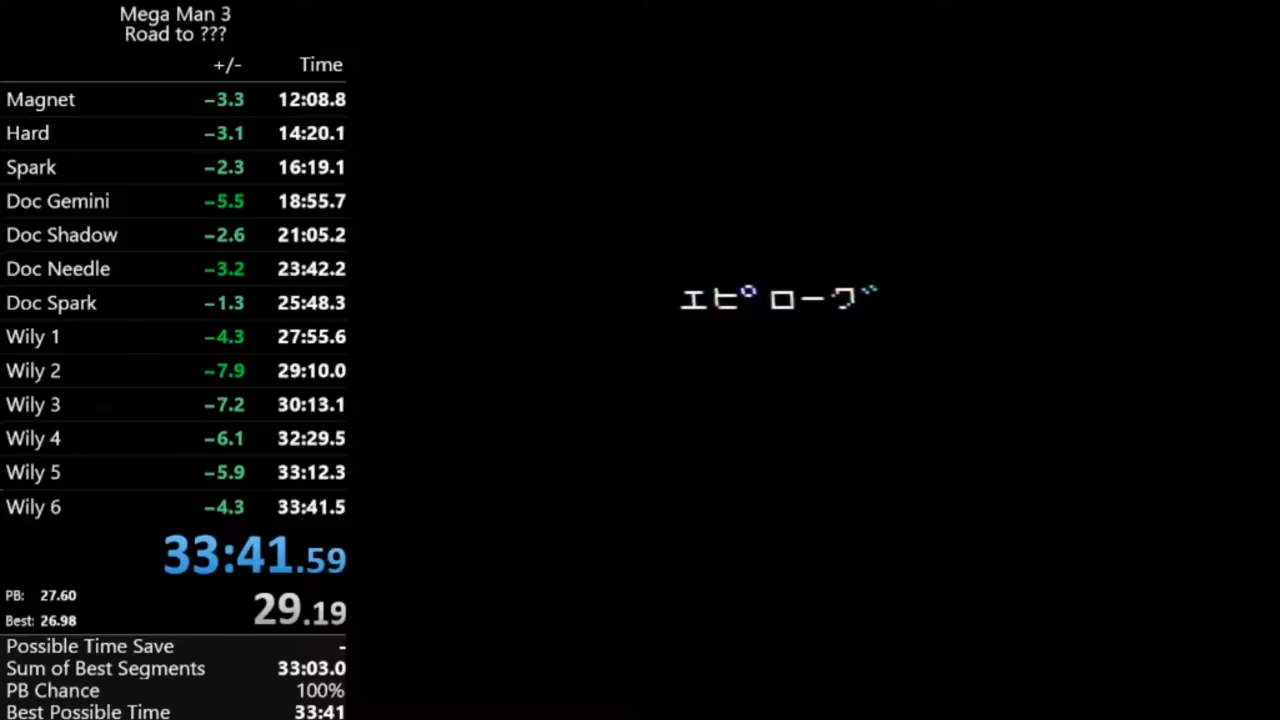 Mega Man 3
Road to ???
+/- Time
Magnet −3.3 12:08.8
Hard −3.1 14:20.1
Spark −2.3 16:19.1
Doc Gemini −5.5 18:55.7
Doc Shadow −2.6 21:05.2
Doc Needle −3.2 23:42.2
Doc Spark −1.3 25:48.3
Wily 1 −4.3 27:55.6
Wily 2 −7.9 29:10.0
Wily 3 −7.2 30:13.1
Wily 4 −6.1 32:29.5
Wily 5 −5.9 33:12.3
Wily 6 −4.3 33:41.5
33:41.59
PB: 27.60
Best: 26.98
29.19
Possible Time Save -
Sum of Best Segments 33:03.0
PB Chance 100%
Best Possible Time 33:41
エピローグ